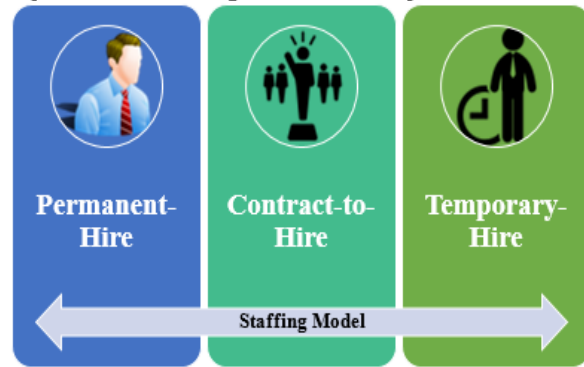 Permanent-
Hire
Contract-to-
Hire
Temporary-
Hire
Staffing Model